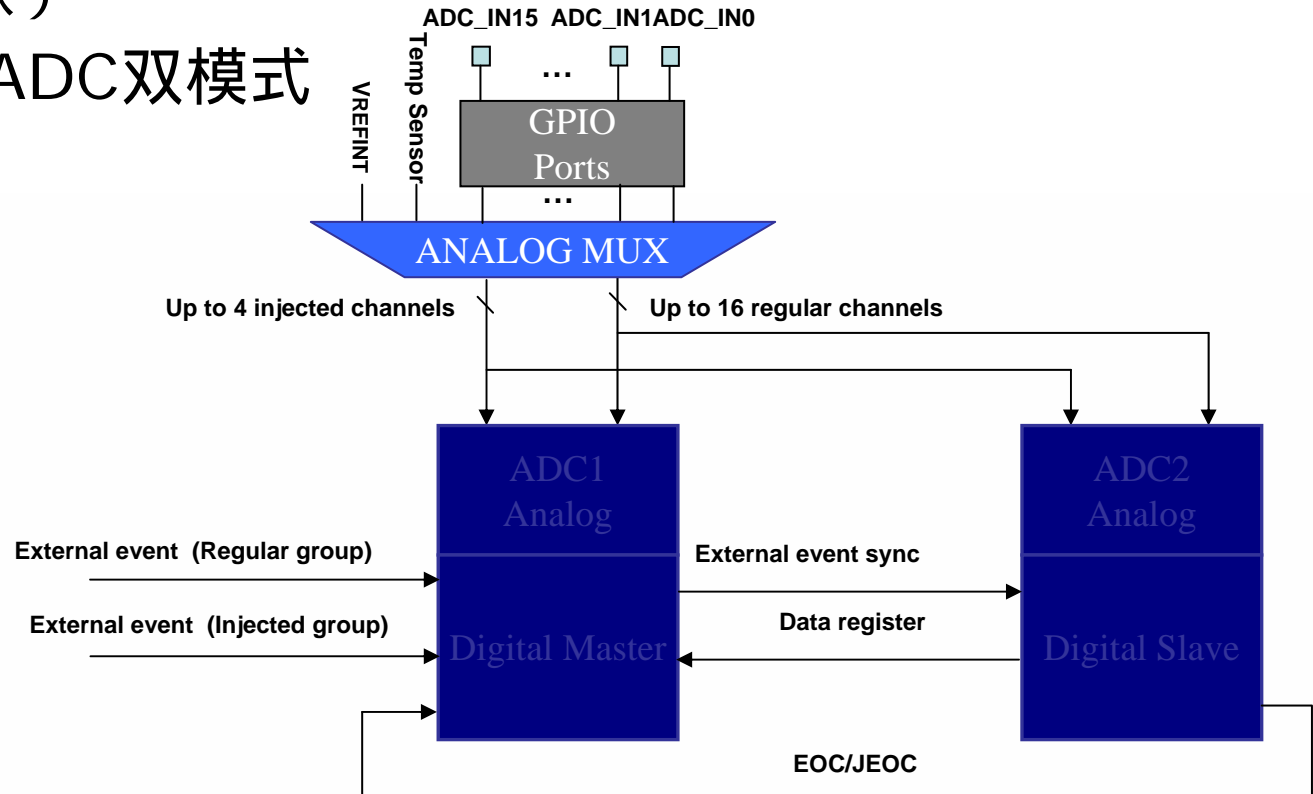 ADC双模式
ADC_IN15 ADC_IN1ADC_IN0
Temp Sensor
VREFINT
...
GPIO
Ports
...
ANALOG MUX
Up to 4 injected channels
Up to 16 regular channels
ADC1
Analog
ADC2
Analog
External event (Regular group)
External event sync
External event (Injected group)
Data register
Digital Master
Digital Slave
EOC/JEOC